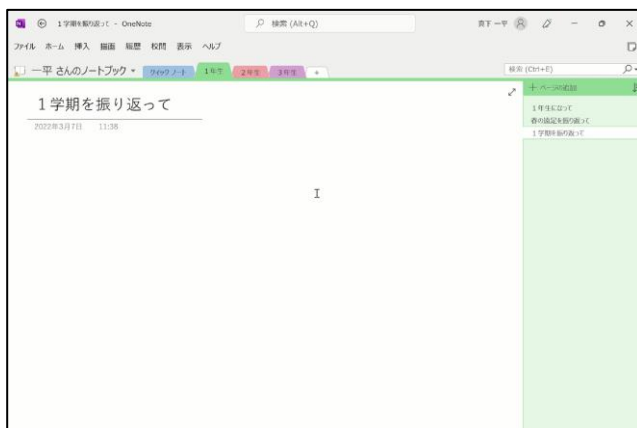 1学期を振り返って - OneNote
検索 (Alt+Q)
真下 一平
ファイル ホーム 挿入 描画 履歴 校閲 表示 ヘルプ
一平 さんのノートブック
クイック ノート 1年生 2年生 3年生 +
検索 (Ctrl+E)
ページの追加
1学期を振り返って
2022年3月7日 11:38
1年生になって
春の検定を振り返って
1学期を振り返って